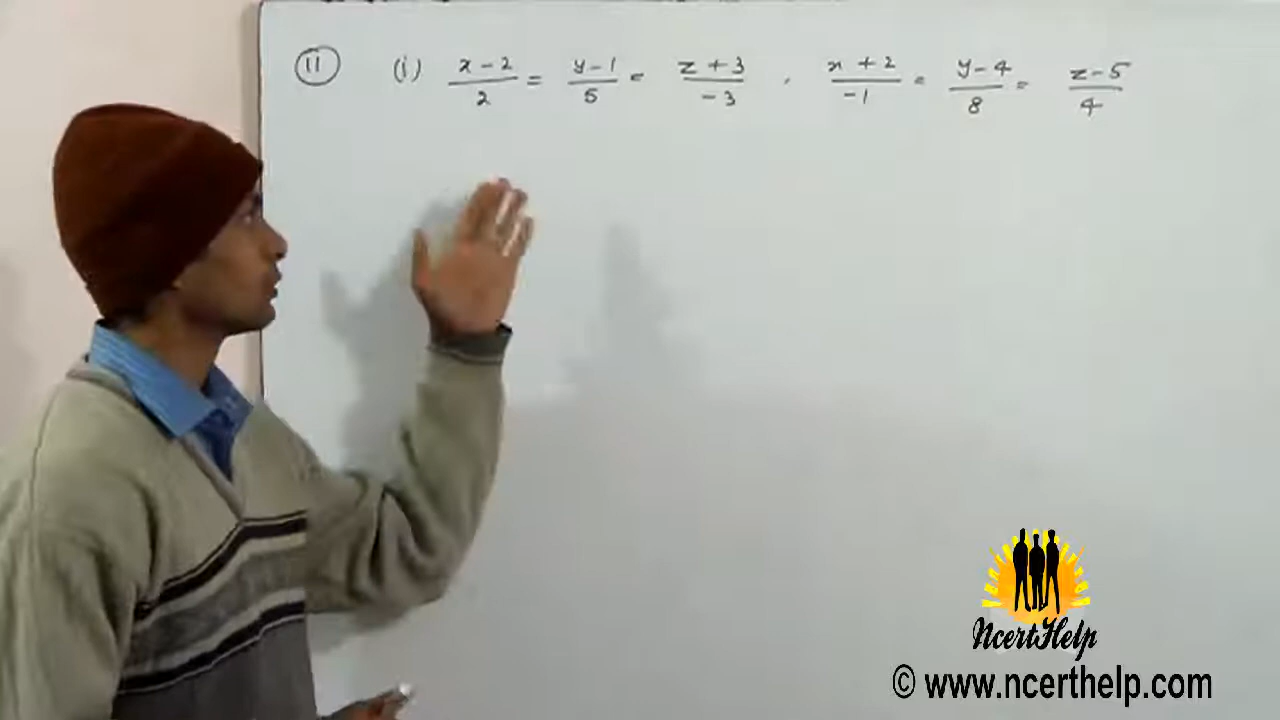 11 (i) x-2/2 = y-1/5 = z+3/-3 , x+2/-1 = y-4/8 = z-5/4
NcertHelp
© www.ncerthelp.com